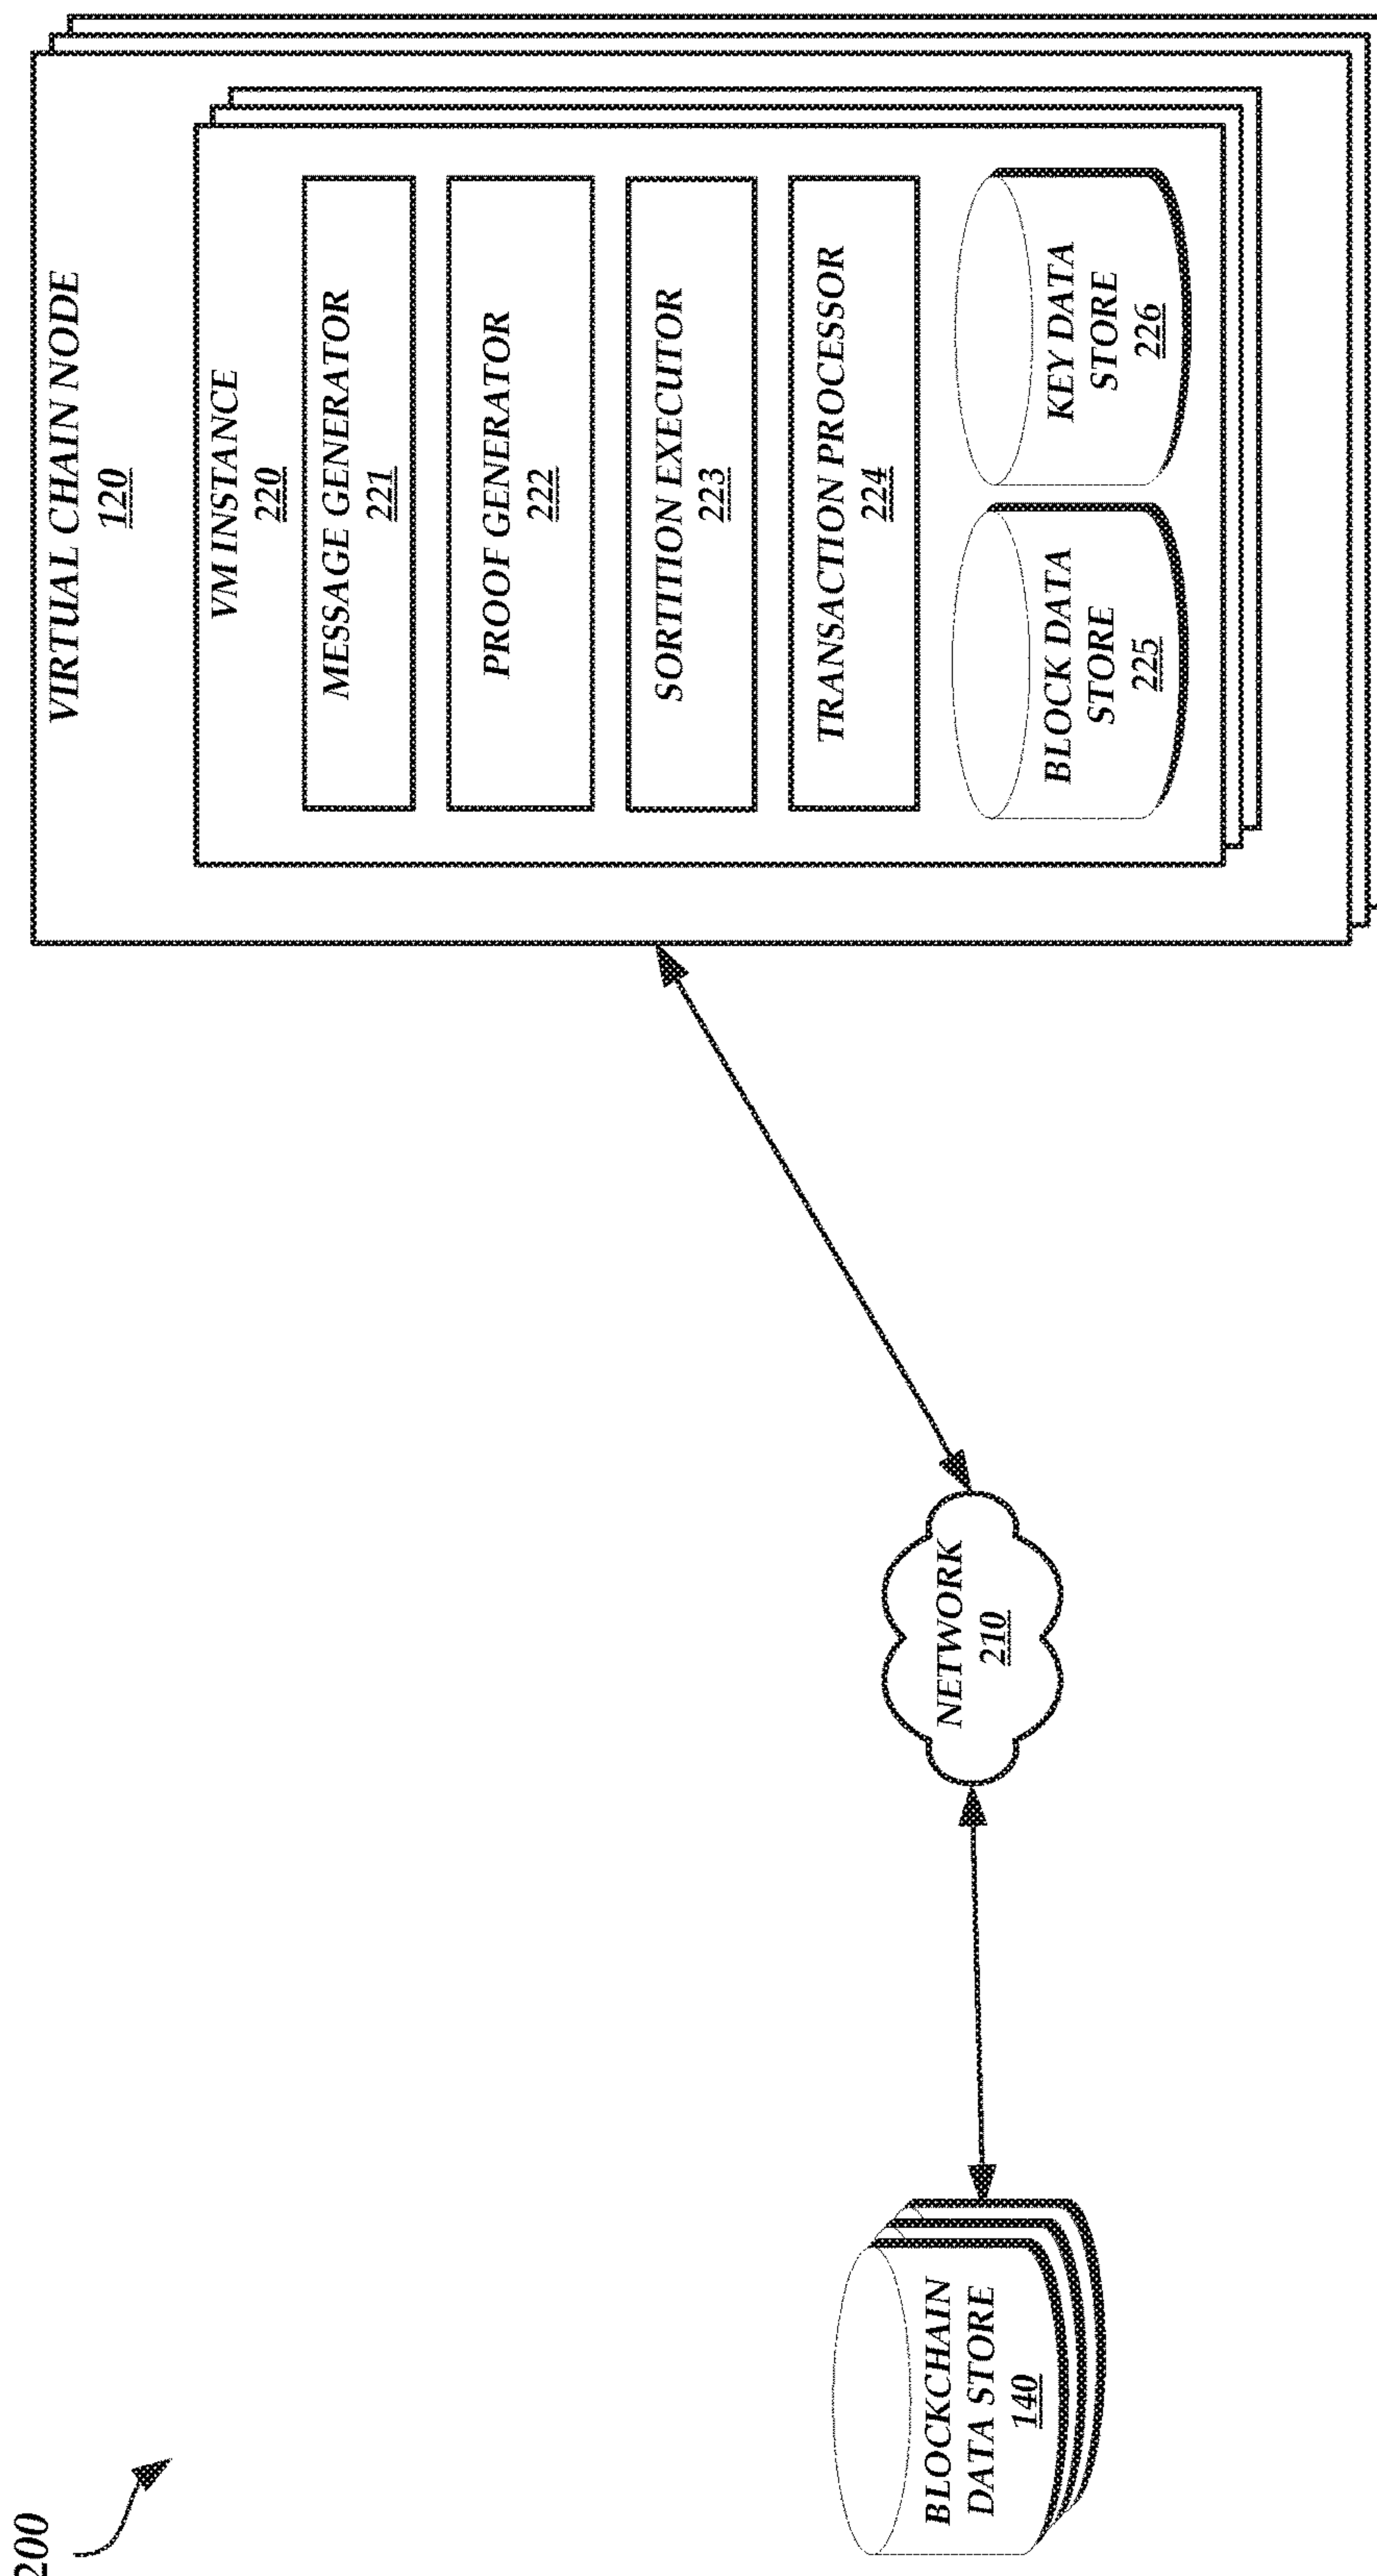 200
BLOCKCHAIN
DATA STORE
140
NETWORK
210
VIRTUAL CHAIN NODE
120
VM INSTANCE
220
MESSAGE GENERATOR
221
PROOF GENERATOR
222
SORTITION EXECUTOR
223
TRANSACTION PROCESSOR
224
BLOCK DATA
STORE
225
KEY DATA
STORE
226